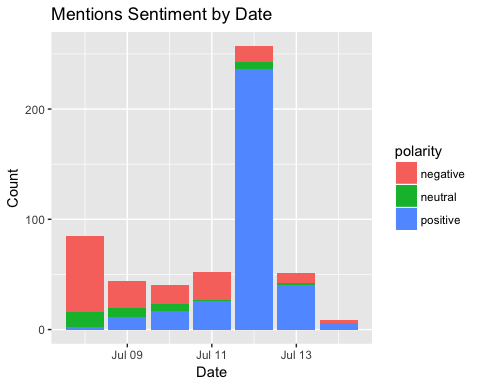 Mentions Sentiment by Date
Count
200
100
0
Jul 09
Jul 11
Jul 13
Date
polarity
negative
neutral
positive